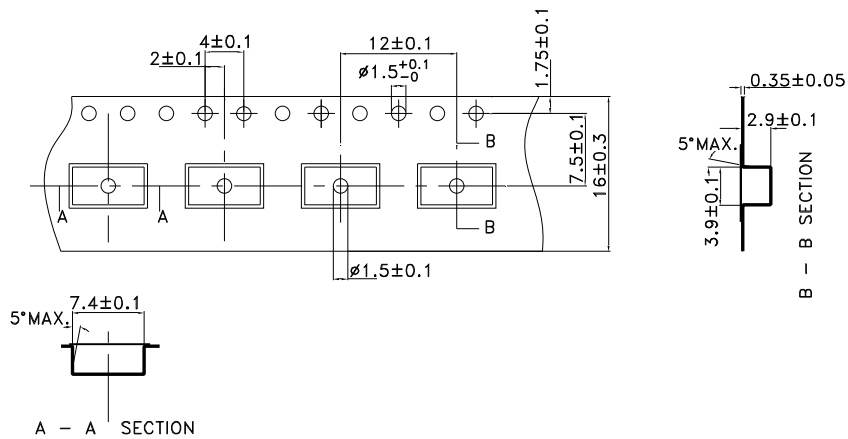 4±0.1
2±0.1
12±0.1
ø1.5+0.1 -0
1.75±0.1
7.5±0.1
16±0.3
B
B
A
A
ø1.5±0.1
0.35±0.05
2.9±0.1
5°MAX.
3.9±0.1
B – B SECTION
7.4±0.1
5°MAX.
A – A SECTION